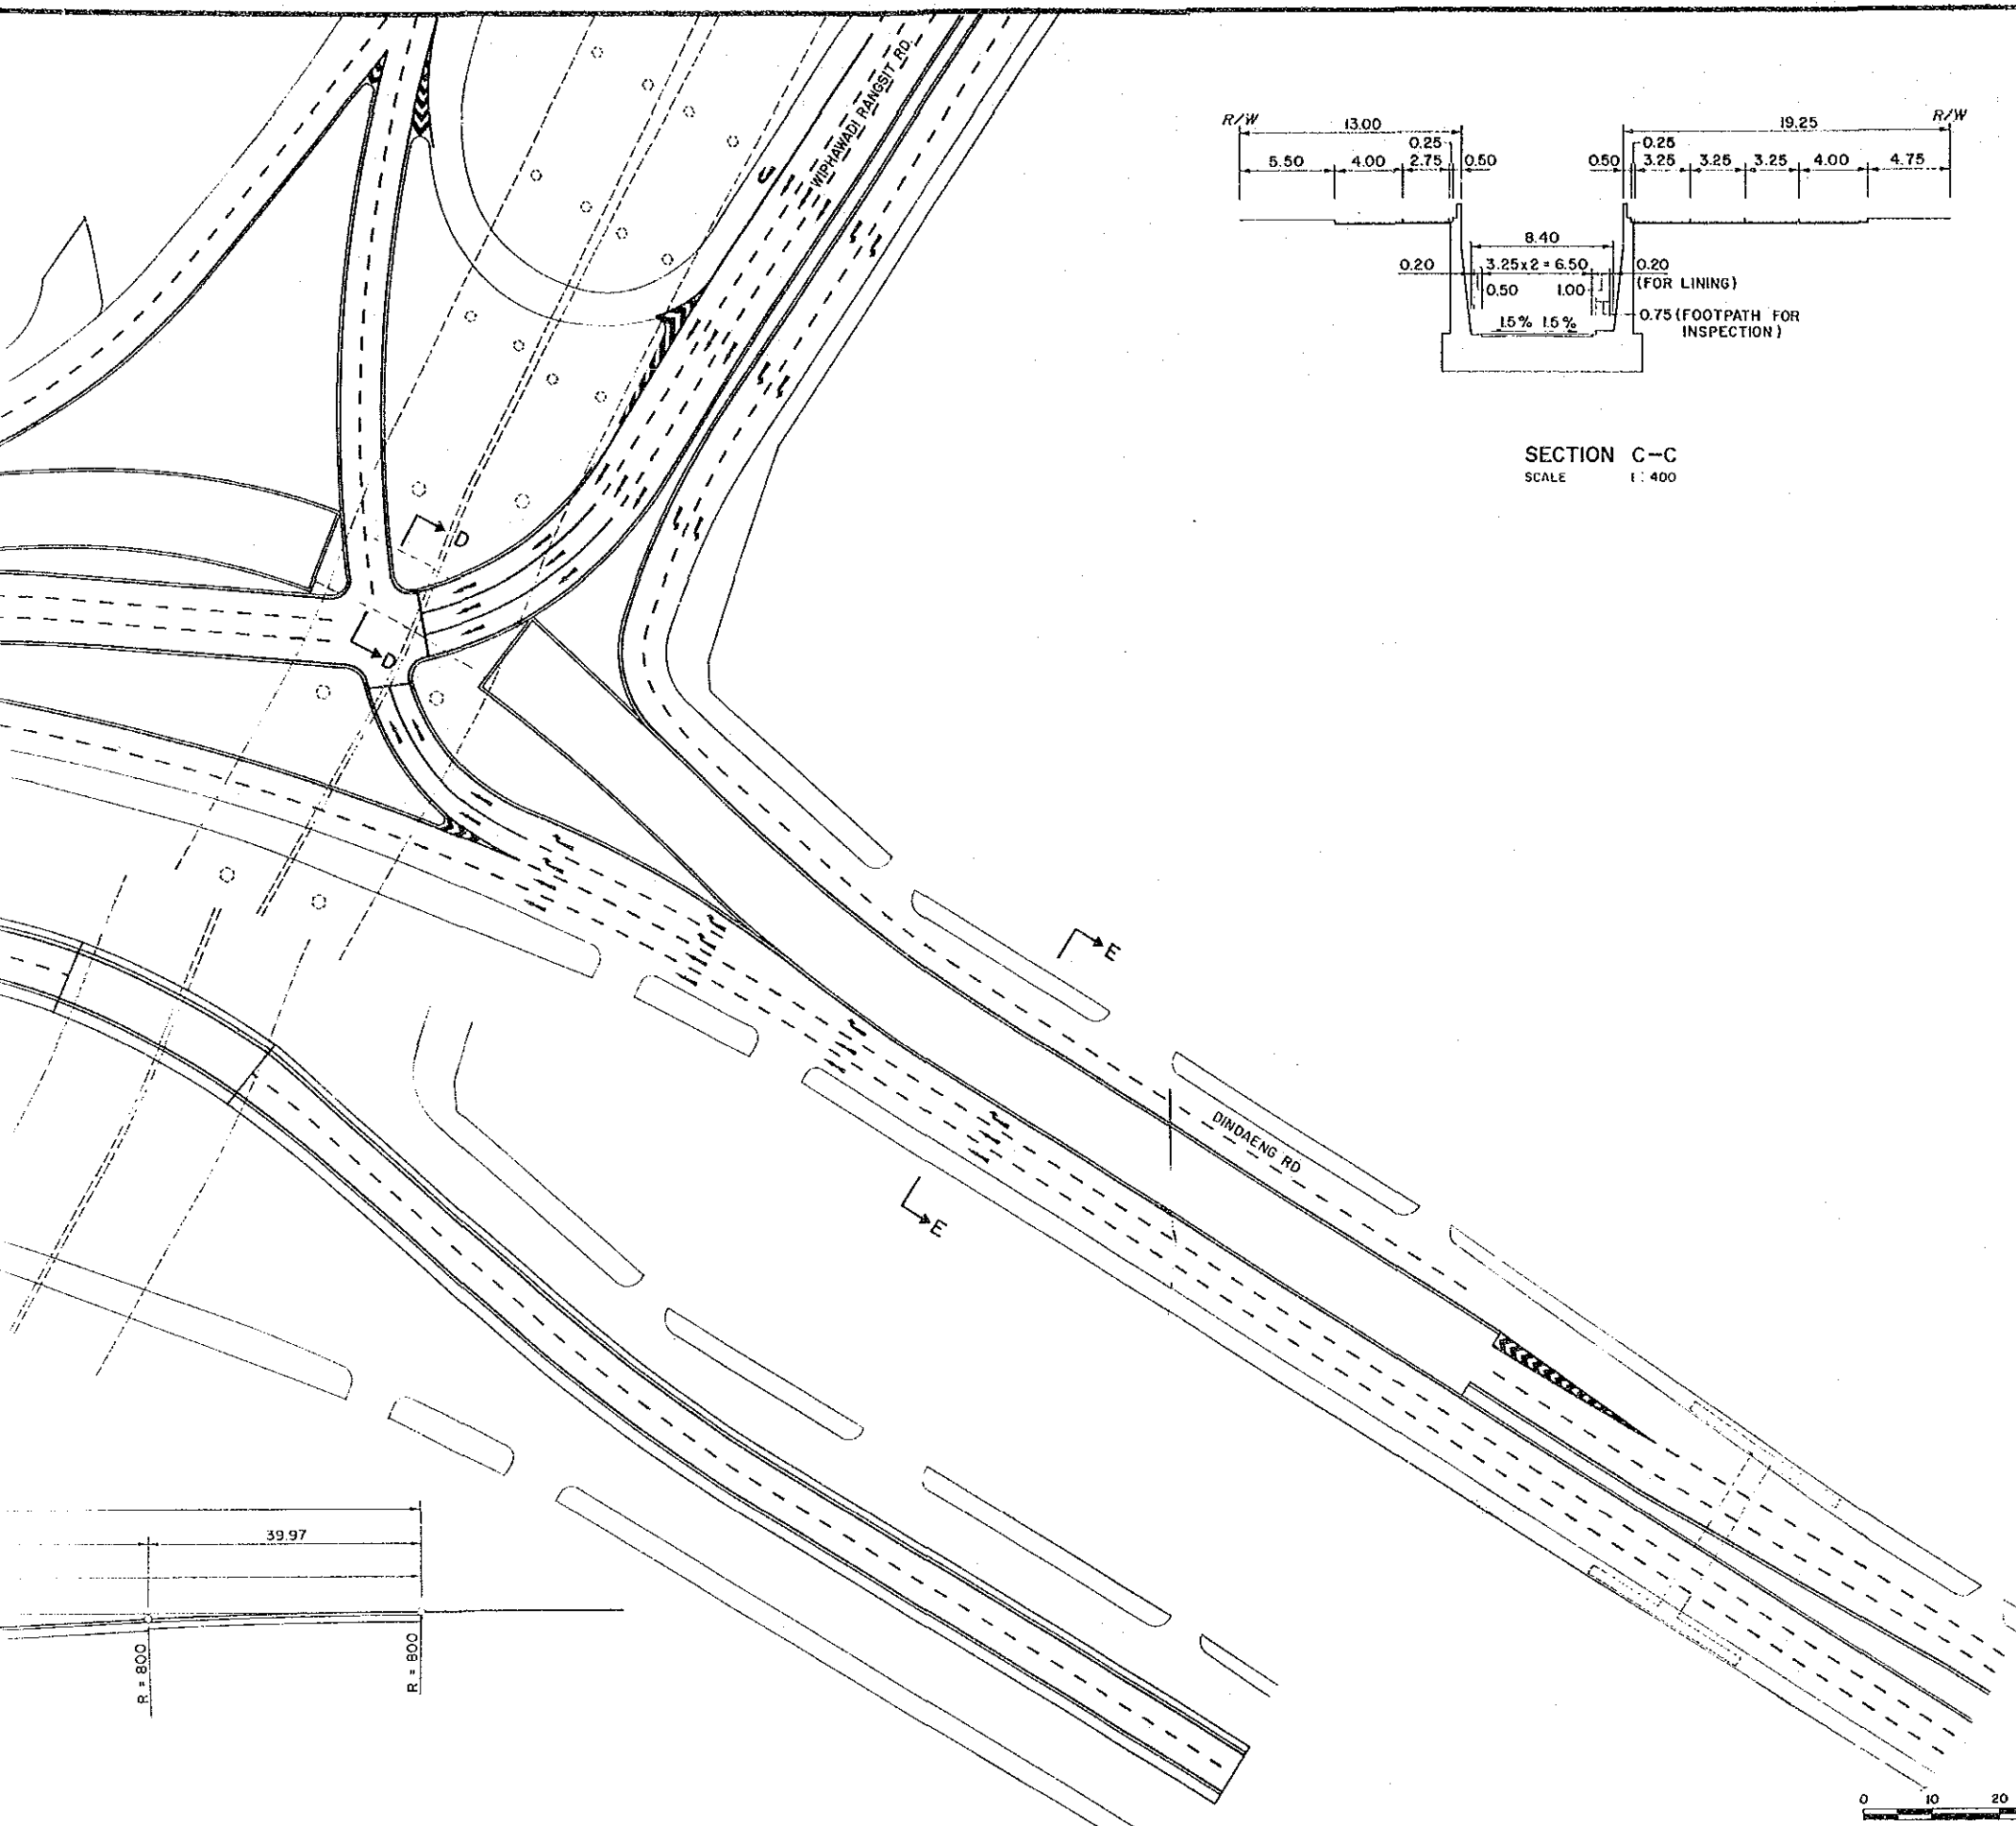 WIPHAWADI RANGSIT RD.
R/W
R/W
13.00
19.25
0.25
0.25
5.50
4.00
2.75
0.50
0.50
3.25
3.25
3.25
4.00
4.75
8.40
0.20
3.25x2=6.50
0.20
(FOR LINING)
0.50
1.00
0.75 (FOOTPATH FOR
INSPECTION)
1.5%
1.5%
SECTION C-C
SCALE 1:400
D
D
E
E
DINDAENG RD
39.97
R = 800
R = 800
0
10
20